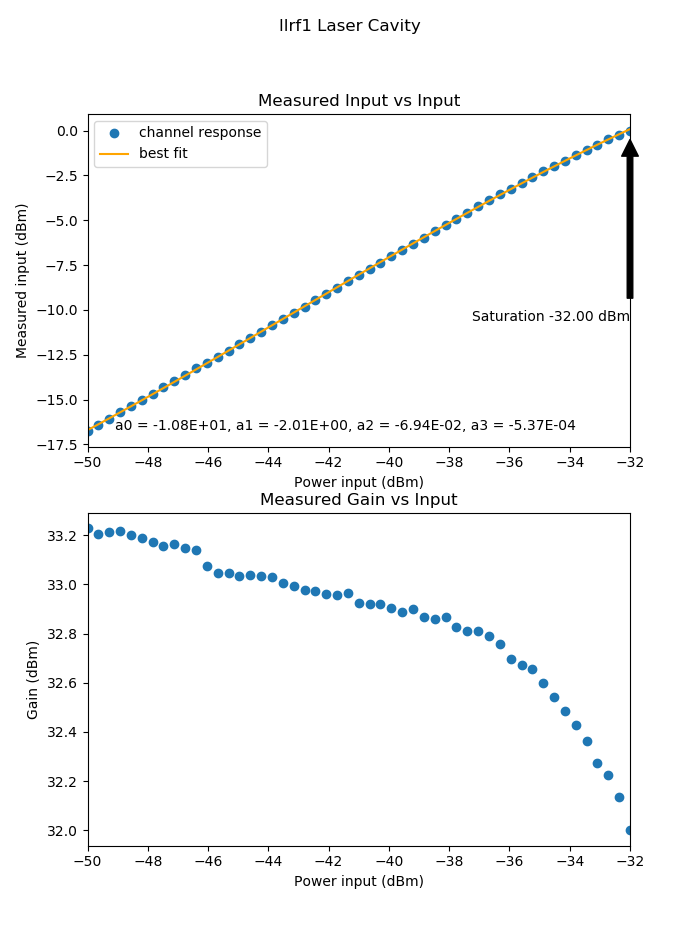 llrf1 Laser Cavity
Measured Input vs Input
channel response
best fit
0.0
−2.5
−5.0
−7.5
−10.0
−12.5
−15.0
−17.5
Measured input (dBm)
Saturation -32.00 dBm
a0 = -1.08E+01, a1 = -2.01E+00, a2 = -6.94E-02, a3 = -5.37E-04
−50 −48 −46 −44 −42 −40 −38 −36 −34 −32
Power input (dBm)
Measured Gain vs Input
33.2
33.0
32.8
32.6
32.4
32.2
32.0
Gain (dBm)
−50 −48 −46 −44 −42 −40 −38 −36 −34 −32
Power input (dBm)